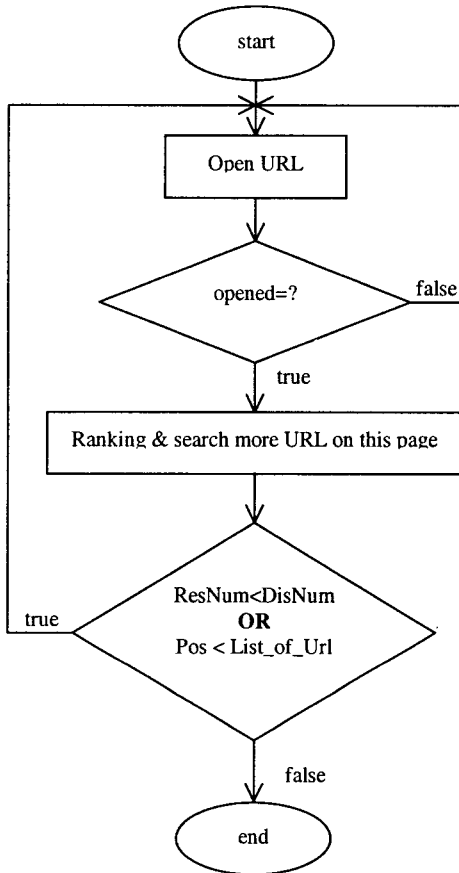 start
Open URL
opened=?
false
true
Ranking & search more URL on this page
ResNum<DisNum
OR
Pos < List_of_Url
true
false
end